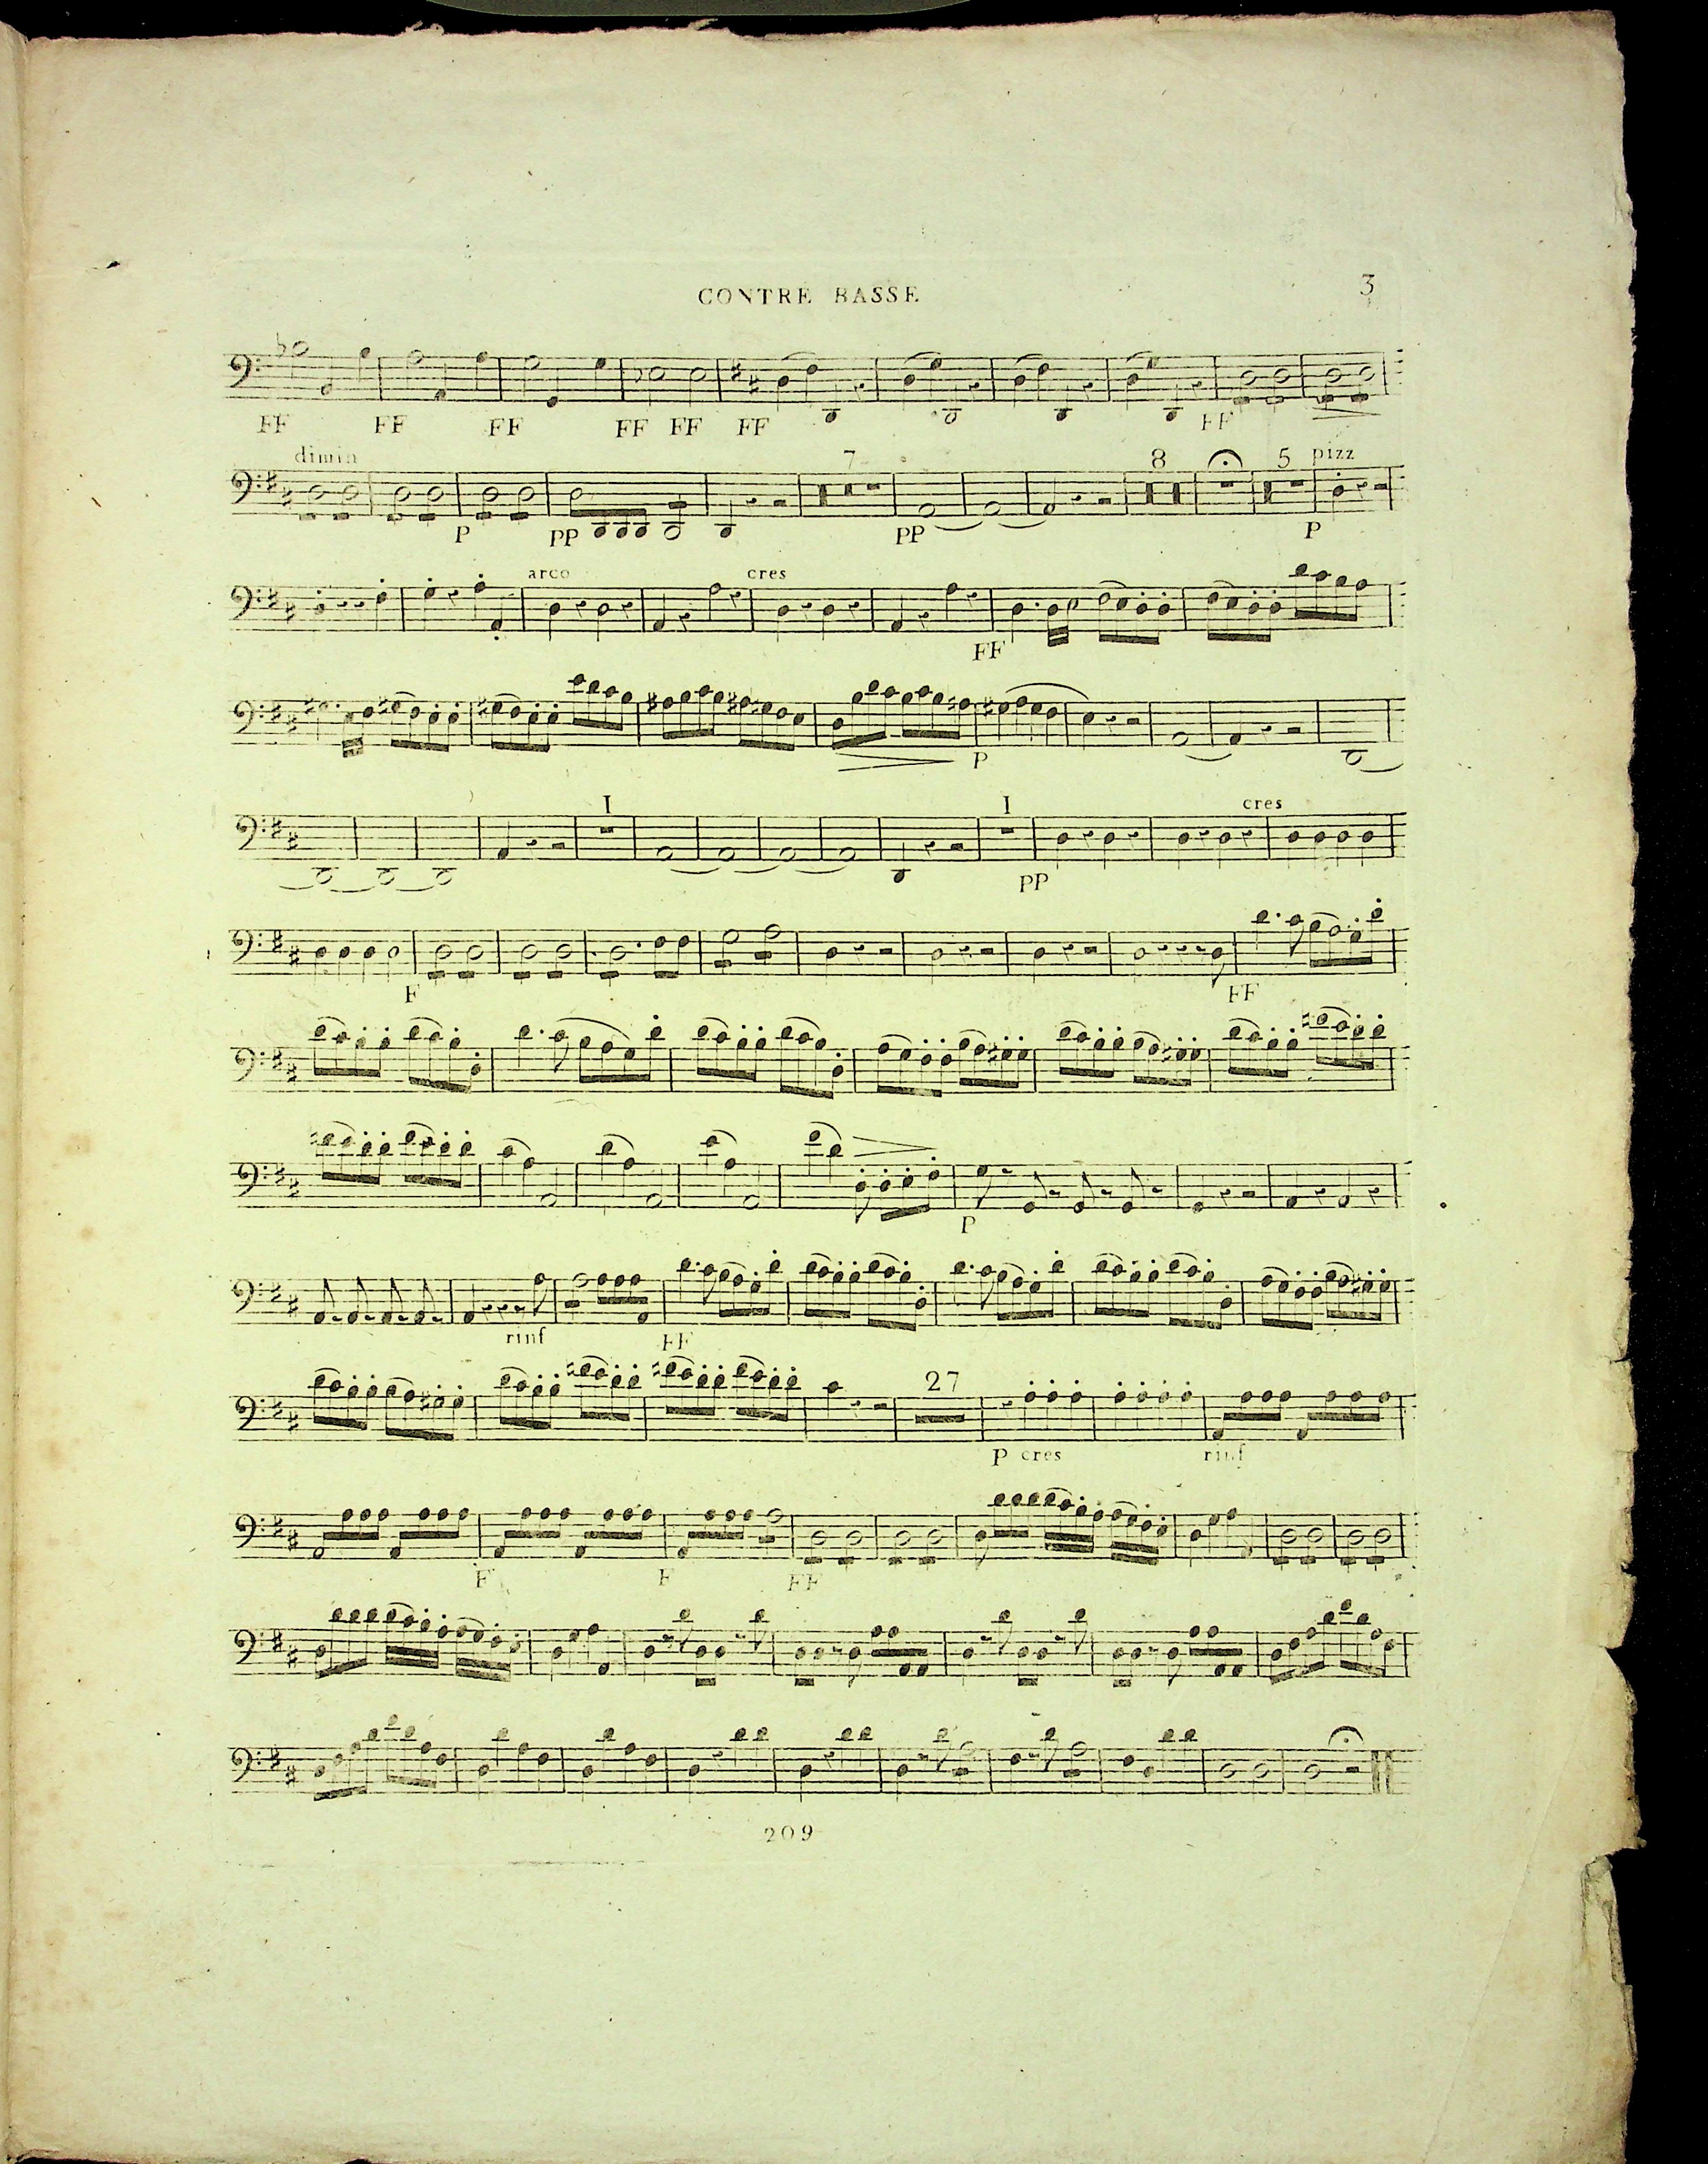 CONTRE BASSE 3
FF FF FF FF FF FF FF
dimin 7 8 5 pizz
P PP PP P
arco cres
FF
P
I I cres
PP
F FF
P
rinf FF
27
P cres rinf
F F FF
209